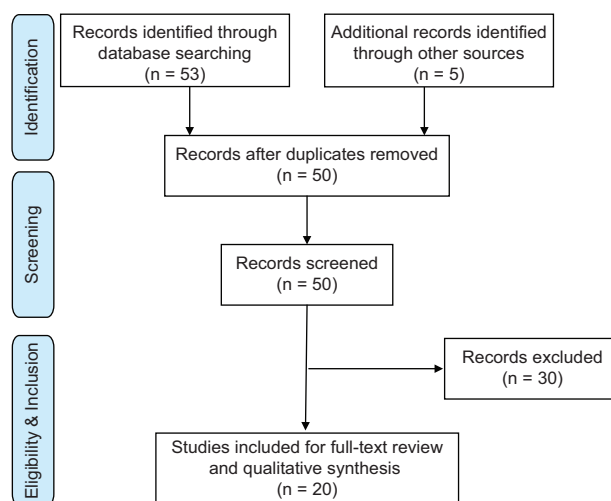 Identification
Records identified through
database searching
(n = 53)
Additional records identified
through other sources
(n = 5)
Records after duplicates removed
(n = 50)
Screening
Records screened
(n = 50)
Eligibility & Inclusion
Records excluded
(n = 30)
Studies included for full-text review
and qualitative synthesis
(n = 20)